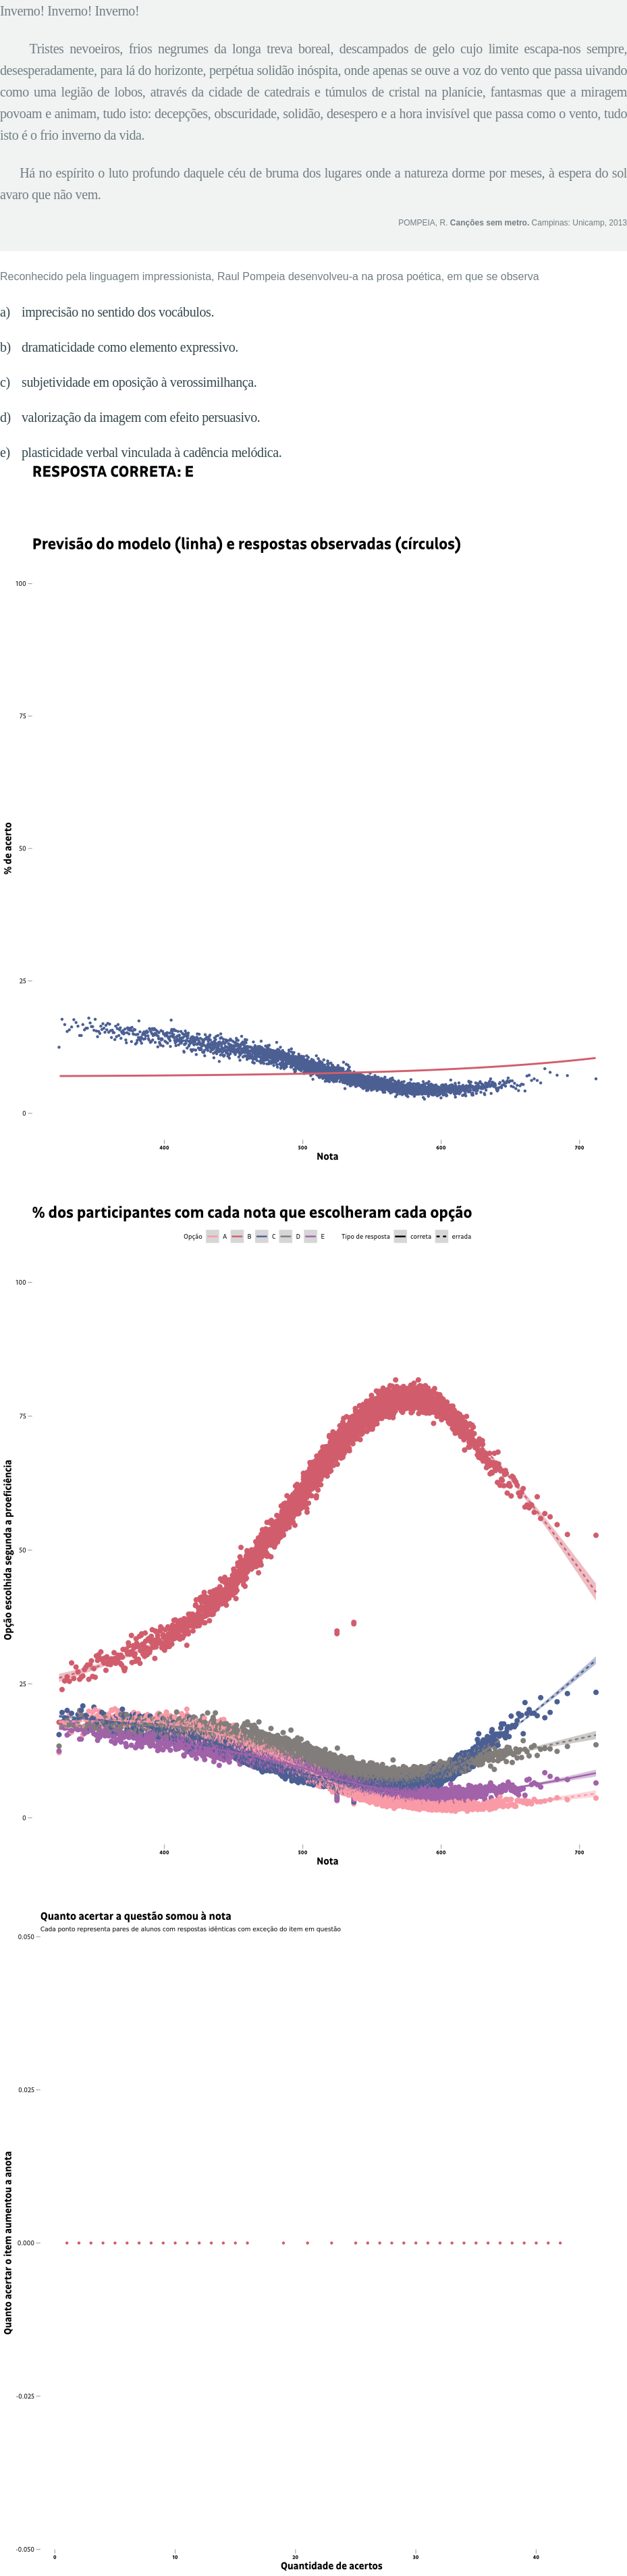 Inverno! Inverno! Inverno!
Tristes nevoeiros, frios negrumes da longa treva boreal, descampados de gelo cujo limite escapa-nos sempre,
desesperadamente, para lá do horizonte, perpétua solidão inóspita, onde apenas se ouve a voz do vento que passa uivando
como uma legião de lobos, através da cidade de catedrais e túmulos de cristal na planície, fantasmas que a miragem
povoam e animam, tudo isto: decepções, obscuridade, solidão, desespero e a hora invisível que passa como o vento, tudo
isto é o frio inverno da vida.
Há no espírito o luto profundo daquele céu de bruma dos lugares onde a natureza dorme por meses, à espera do sol
avaro que não vem.
POMPEIA, R. Canções sem metro. Campinas: Unicamp, 2013
Reconhecido pela linguagem impressionista, Raul Pompeia desenvolveu-a na prosa poética, em que se observa
a) imprecisão no sentido dos vocábulos.
b) dramaticidade como elemento expressivo.
c) subjetividade em oposição à verossimilhança.
d) valorização da imagem com efeito persuasivo.
e) plasticidade verbal vinculada à cadência melódica.
RESPOSTA CORRETA: E
Previsão do modelo (linha) e respostas observadas (círculos)
100
75
% de acerto
50
25
0
400 500 600 700
Nota
% dos participantes com cada nota que escolheram cada opção
Opção A B C D E Tipo de resposta correta errada
100
75
Opção escolhida segunda a proeficiência
50
25
0
400 500 600 700
Nota
Quanto acertar a questão somou à nota
Cada ponto representa pares de alunos com respostas idênticas com exceção do item em questão
0.050
0.025
Quanto acertar o item aumentou a anota
0.000
-0.025
-0.050
0 10 20 30 40
Quantidade de acertos